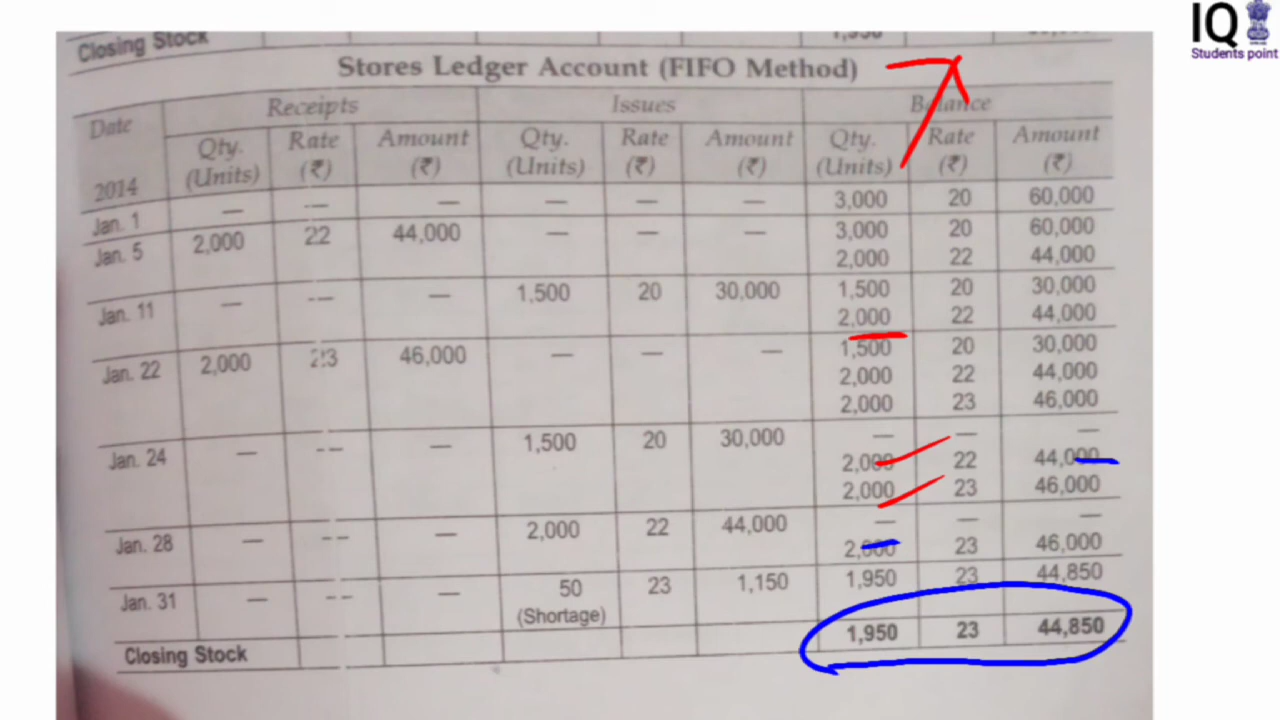 IQ
Students point
Closing Stock
1,950
Stores Ledger Account (FIFO Method)
Date Receipts Issues Balance
Qty. Rate Amount Qty. Rate Amount Qty. Rate Amount
(Units) (₹) (₹) (Units) (₹) (₹) (Units) (₹) (₹)
2014
Jan. 1 — -- — — — — 3,000 20 60,000
Jan. 5 2,000 22 44,000 — — — 3,000 20 60,000
2,000 22 44,000
Jan. 11 — -- — 1,500 20 30,000 1,500 20 30,000
2,000 22 44,000
Jan. 22 2,000 23 46,000 — — — 1,500 20 30,000
2,000 22 44,000
2,000 23 46,000
Jan. 24 — -- — 1,500 20 30,000 — — —
2,000 22 44,000
2,000 23 46,000
Jan. 28 — -- — 2,000 22 44,000 — — —
2,000 23 46,000
Jan. 31 — -- — 50 23 1,150 1,950 23 44,850
(Shortage)
Closing Stock 1,950 23 44,850